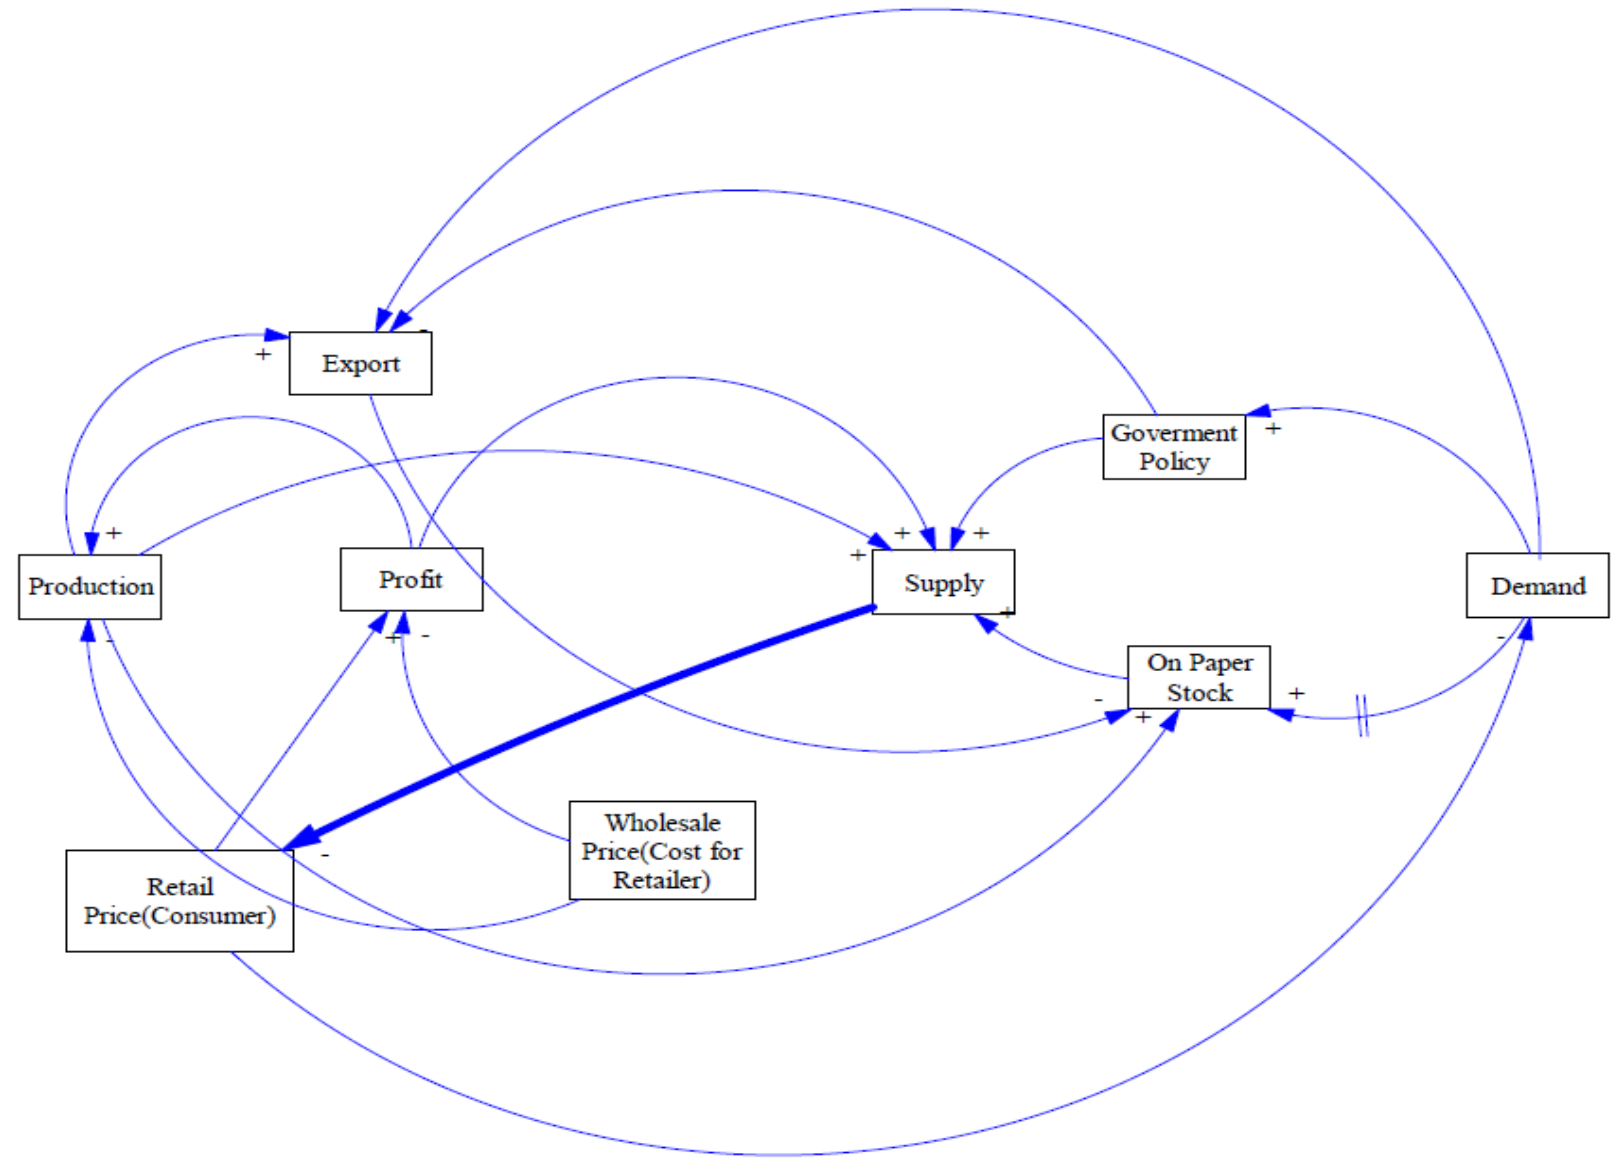 -
Export
+
+
Goverment
Policy
+
+
+
+
Production
Profit
Supply
Demand
+
-
+
-
-
On Paper
Stock
+
-
+
Wholesale
Price(Cost for
Retailer)
-
Retail
Price(Consumer)